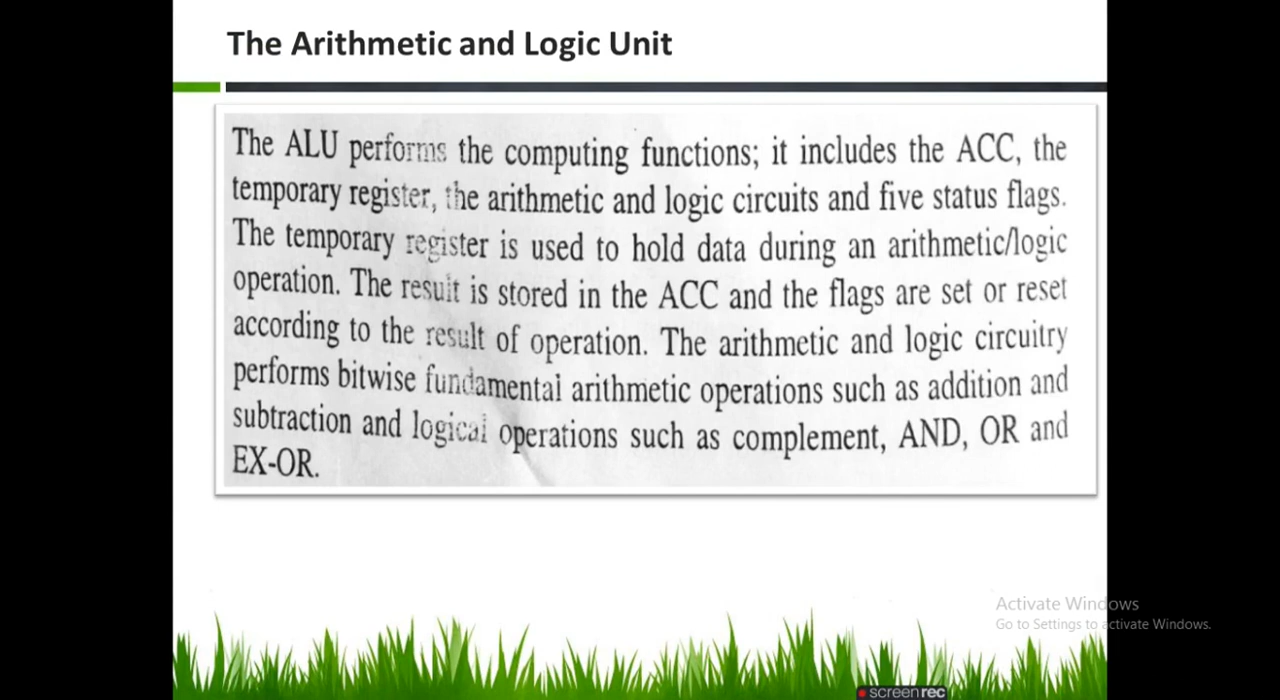 The Arithmetic and Logic Unit
The ALU performs the computing functions; it includes the ACC, the
temporary register, the arithmetic and logic circuits and five status flags.
The temporary register is used to hold data during an arithmetic/logic
operation. The result is stored in the ACC and the flags are set or reset
according to the result of operation. The arithmetic and logic circuitry
performs bitwise fundamental arithmetic operations such as addition and
subtraction and logical operations such as complement, AND, OR and
EX-OR.
Activate Windows
Go to Settings to activate Windows.
screenrec